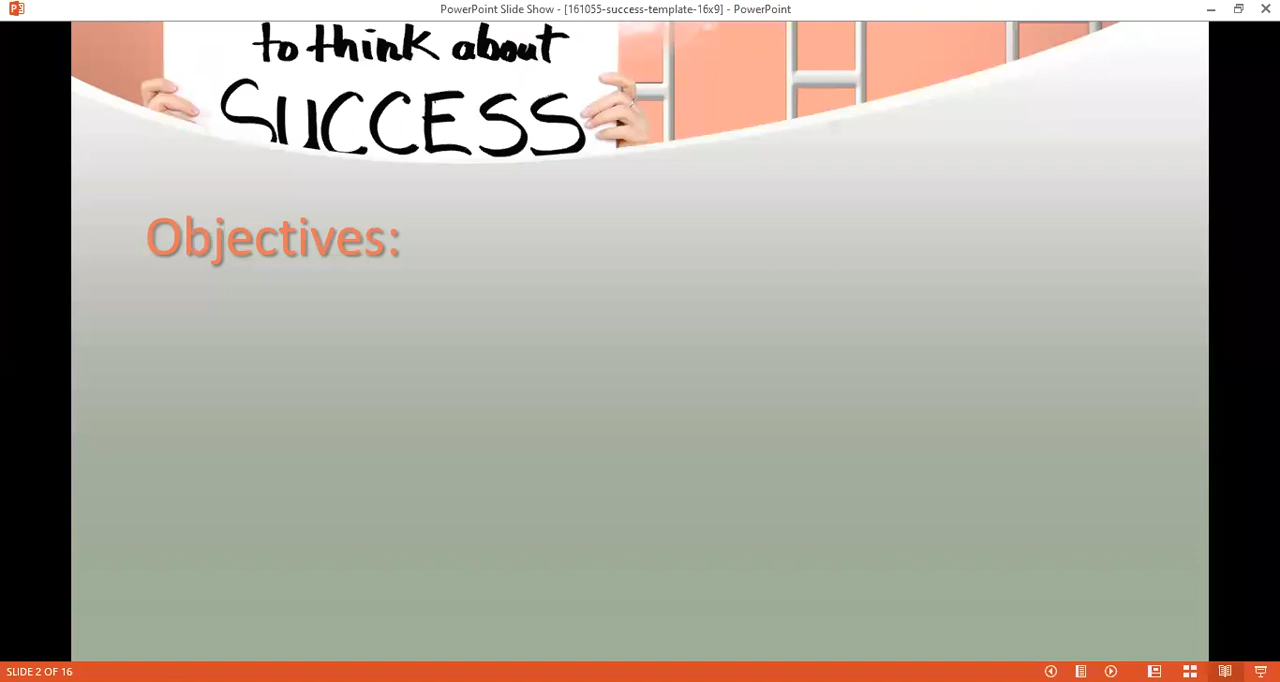 PowerPoint Slide Show - [161055-success-template-16x9] - PowerPoint
to think about
SUCCESS
Objectives:
SLIDE 2 OF 16